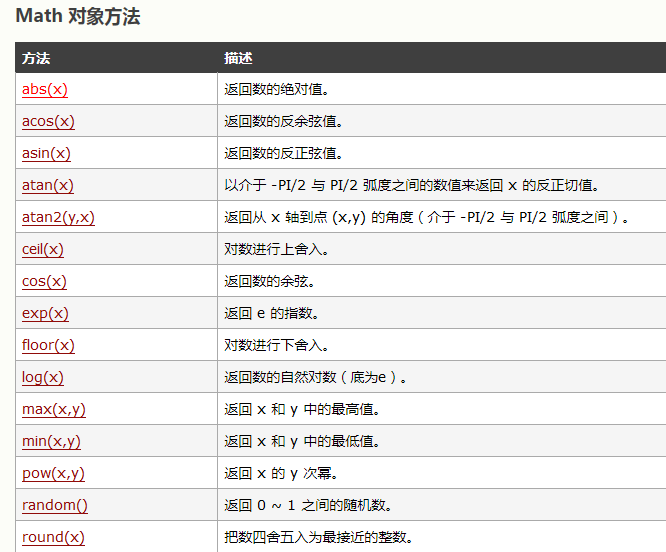 Math 对象方法
方法 描述
abs(x) 返回数的绝对值。
acos(x) 返回数的反余弦值。
asin(x) 返回数的反正弦值。
atan(x) 以介于 -PI/2 与 PI/2 弧度之间的数值来返回 x 的反正切值。
atan2(y,x) 返回从 x 轴到点 (x,y) 的角度（介于 -PI/2 与 PI/2 弧度之间）。
ceil(x) 对数进行上舍入。
cos(x) 返回数的余弦。
exp(x) 返回 e 的指数。
floor(x) 对数进行下舍入。
log(x) 返回数的自然对数（底为e）。
max(x,y) 返回 x 和 y 中的最高值。
min(x,y) 返回 x 和 y 中的最低值。
pow(x,y) 返回 x 的 y 次幂。
random() 返回 0 ~ 1 之间的随机数。
round(x) 把数四舍五入为最接近的整数。